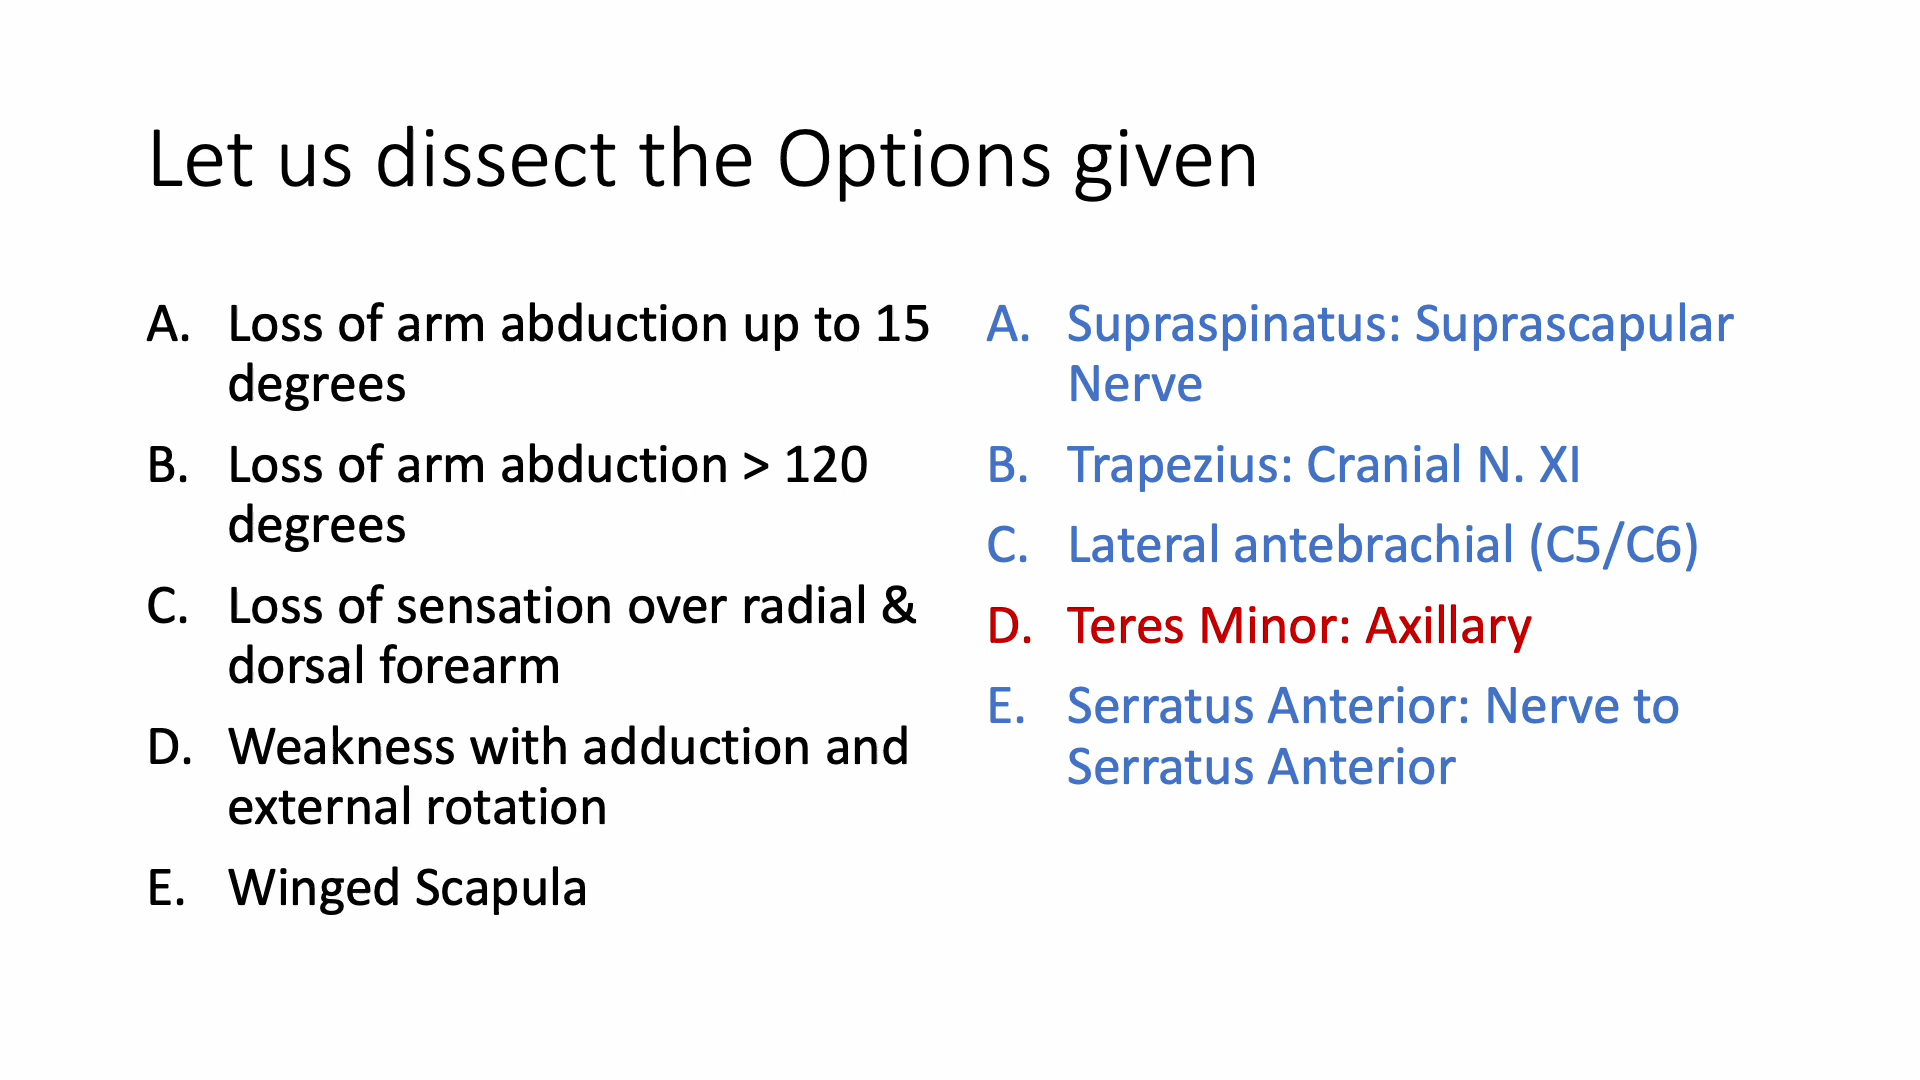 Let us dissect the Options given
A. Loss of arm abduction up to 15
degrees
B. Loss of arm abduction > 120
degrees
C. Loss of sensation over radial &
dorsal forearm
D. Weakness with adduction and
external rotation
E. Winged Scapula
A. Supraspinatus: Suprascapular
Nerve
B. Trapezius: Cranial N. XI
C. Lateral antebrachial (C5/C6)
D. Teres Minor: Axillary
E. Serratus Anterior: Nerve to
Serratus Anterior